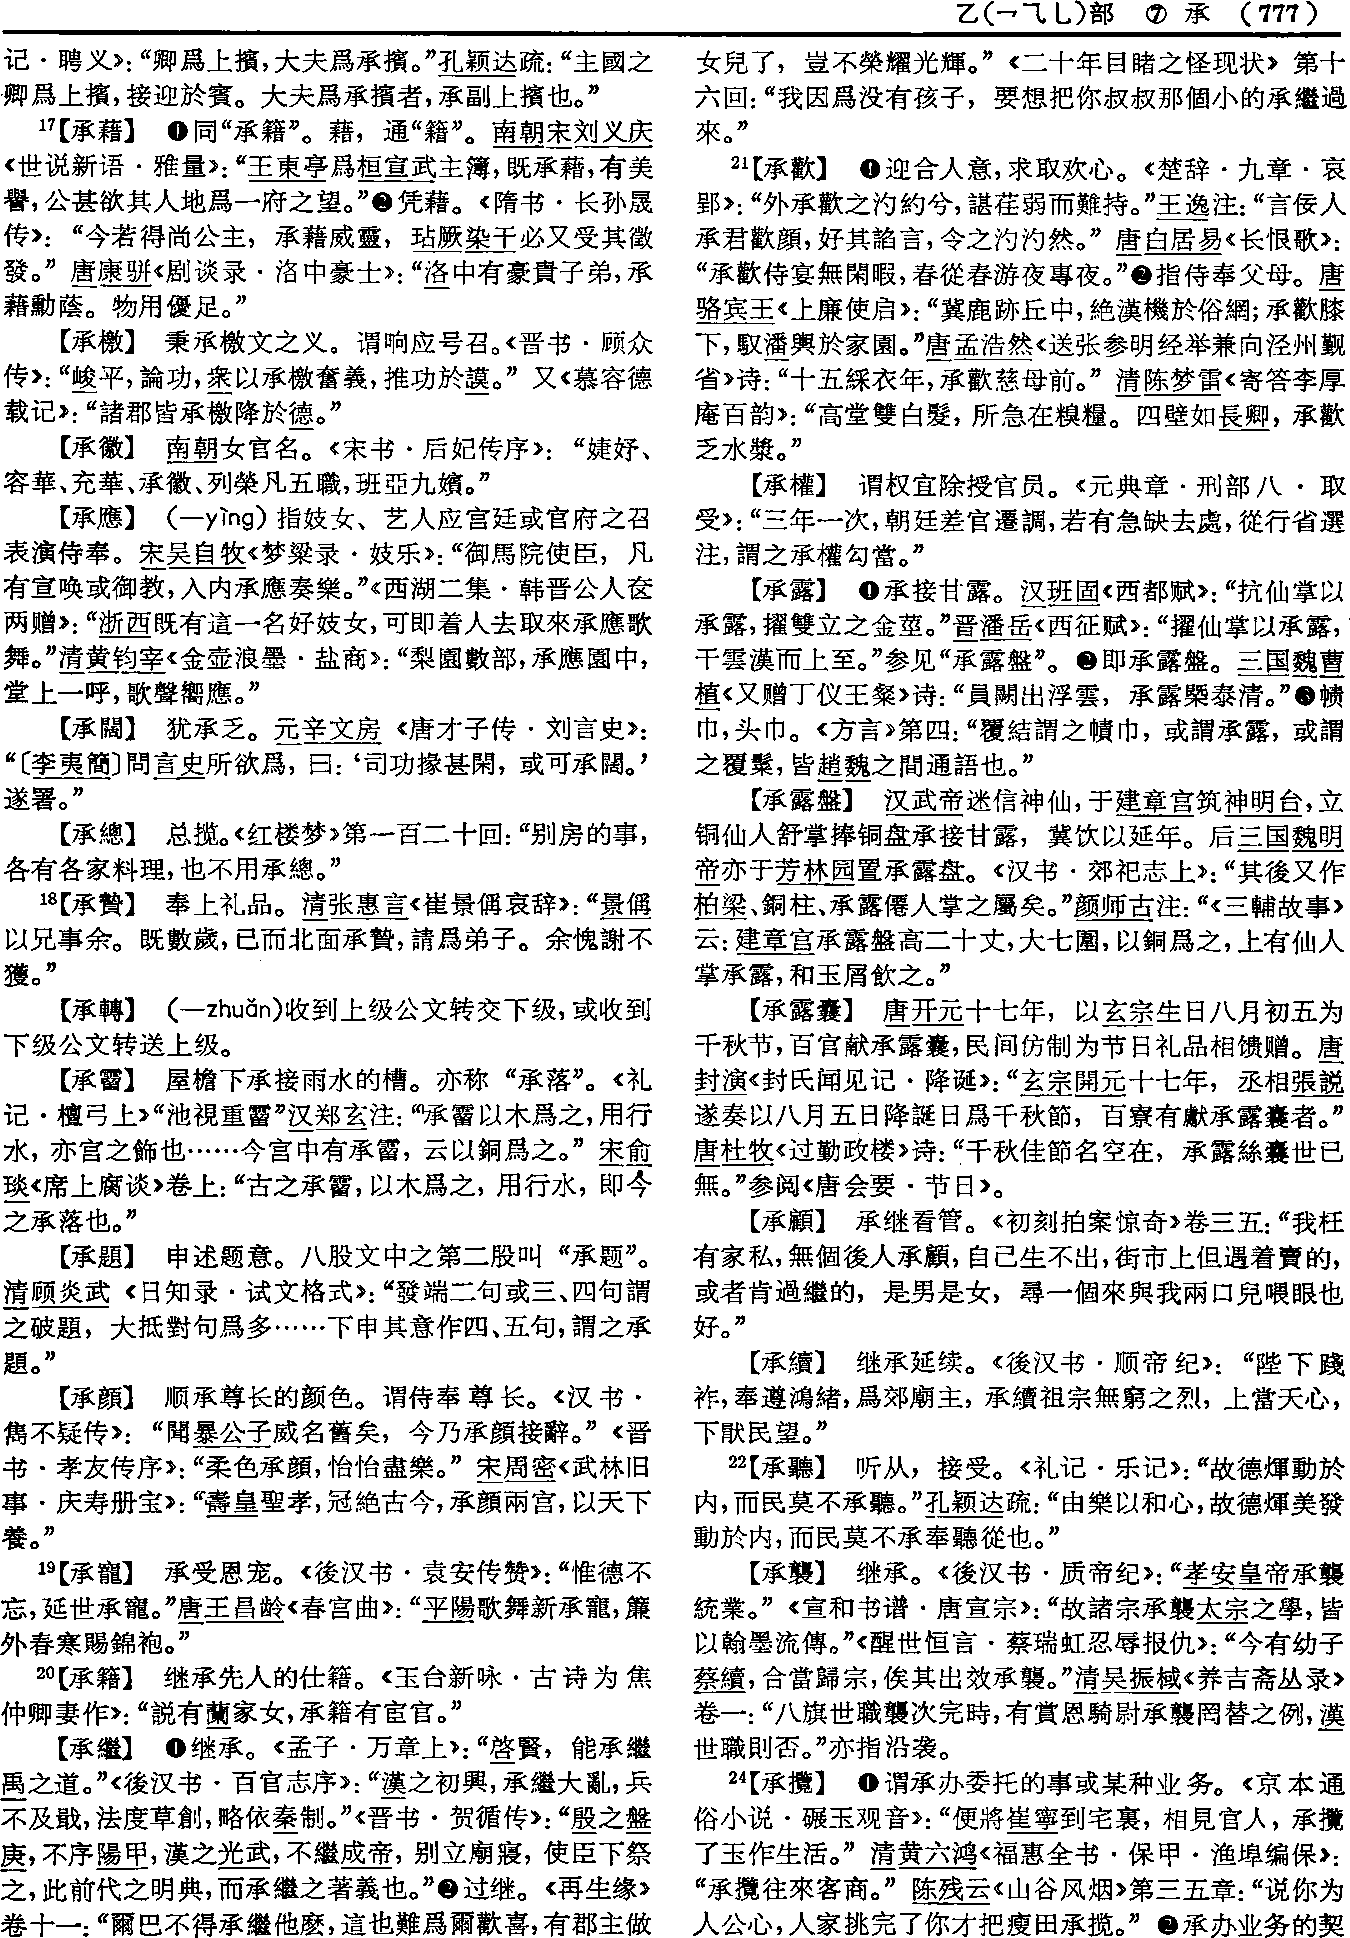 乙(乛⺄乚)部 ⑦ 承 (777)
记·聘义》：“卿爲上擯，大夫爲承擯。”孔颖达疏：“主國之
卿爲上擯，接迎於賓。大夫爲承擯者，承副上擯也。”
17【承藉】 ❶同“承籍”。藉，通“籍”。南朝宋刘义庆
《世说新语·雅量》：“王東亭爲桓宣武主簿，既承藉，有美
譽，公甚欲其人地爲一府之望。”❷凭藉。《隋书·长孙晟
传》：“今若得尚公主，承藉威靈，玷厥染干必又受其徵
發。”唐康骈《剧谈录·洛中豪士》：“洛中有豪貴子弟，承
藉勳蔭。物用優足。”
【承檄】 秉承檄文之义。谓响应号召。《晋书·顾众
传》：“峻平，論功，衆以承檄奮義，推功於謨。”又《慕容德
载记》：“諸郡皆承檄降於德。”
【承徽】 南朝女官名。《宋书·后妃传序》：“婕妤、
容華、充華、承徽、列榮凡五職，班亞九嬪。”
【承應】 (—yìng)指妓女、艺人应宫廷或官府之召
表演侍奉。宋吴自牧《梦粱录·妓乐》：“御馬院使臣，凡
有宣唤或御教，入内承應奏樂。”《西湖二集·韩晋公人奁
两赠》：“浙西既有這一名好妓女，可即着人去取來承應歌
舞。”清黄钧宰《金壶浪墨·盐商》：“梨園數部，承應園中，
堂上一呼，歌聲嚮應。”
【承闊】 犹承乏。元辛文房《唐才子传·刘言史》：
“〔李夷簡〕問言史所欲爲，曰：‘司功掾甚閑，或可承闊。’
遂署。”
【承總】 总揽。《红楼梦》第一百二十回：“别房的事，
各有各家料理，也不用承總。”
18【承贄】 奉上礼品。清张惠言《崔景偁哀辞》：“景偁
以兄事余。既數歲，已而北面承贄，請爲弟子。余愧謝不
獲。”
【承轉】 (—zhuǎn)收到上级公文转交下级，或收到
下级公文转送上级。
【承霤】 屋檐下承接雨水的槽。亦称“承落”。《礼
记·檀弓上》“池視重霤”汉郑玄注：“承霤以木爲之，用行
水，亦宫之飾也……今宫中有承霤，云以銅爲之。”宋俞
琰《席上腐谈》卷上：“古之承霤，以木爲之，用行水，即今
之承落也。”
【承題】 申述题意。八股文中之第二股叫“承题”。
清顾炎武《日知录·试文格式》：“發端二句或三、四句謂
之破題，大抵對句爲多……下申其意作四、五句，謂之承
題。”
【承顔】 顺承尊长的颜色。谓侍奉尊长。《汉书·
雋不疑传》：“聞暴公子威名舊矣，今乃承顔接辭。”《晋
书·孝友传序》：“柔色承顔，怡怡盡樂。”宋周密《武林旧
事·庆寿册宝》：“壽皇聖孝，冠絶古今，承顔兩宫，以天下
養。”
19【承寵】 承受恩宠。《後汉书·袁安传赞》：“惟德不
忘，延世承寵。”唐王昌龄《春宫曲》：“平陽歌舞新承寵，簾
外春寒賜錦袍。”
20【承籍】 继承先人的仕籍。《玉台新咏·古诗为焦
仲卿妻作》：“説有蘭家女，承籍有宦官。”
【承繼】 ❶继承。《孟子·万章上》：“啓賢，能承繼
禹之道。”《後汉书·百官志序》：“漢之初興，承繼大亂，兵
不及戢，法度草創，略依秦制。”《晋书·贺循传》：“殷之盤
庚，不序陽甲，漢之光武，不繼成帝，别立廟寢，使臣下祭
之，此前代之明典，而承繼之著義也。”❷过继。《再生缘》
卷十一：“爾巴不得承繼他麽，這也難爲爾歡喜，有郡主做
女兒了，豈不榮耀光輝。”《二十年目睹之怪现状》第十
六回：“我因爲没有孩子，要想把你叔叔那個小的承繼過
來。”
21【承歡】 ❶迎合人意，求取欢心。《楚辞·九章·哀
郢》：“外承歡之汋約兮，諶荏弱而難持。”王逸注：“言佞人
承君歡顔，好其諂言，令之汋汋然。”唐白居易《长恨歌》：
“承歡侍宴無閑暇，春從春游夜專夜。”❷指侍奉父母。唐
骆宾王《上廉使启》：“冀鹿跡丘中，絶漢機於俗網；承歡膝
下，馭潘輿於家園。”唐孟浩然《送张参明经举兼向泾州觐
省》诗：“十五綵衣年，承歡慈母前。”清陈梦雷《寄答李厚
庵百韵》：“高堂雙白髮，所急在糗糧。四壁如長卿，承歡
乏水漿。”
【承權】 谓权宜除授官员。《元典章·刑部八·取
受》：“三年一次，朝廷差官遷調，若有急缺去處，從行省選
注，謂之承權勾當。”
【承露】 ❶承接甘露。汉班固《西都赋》：“抗仙掌以
承露，擢雙立之金莖。”晋潘岳《西征赋》：“擢仙掌以承露，
干雲漢而上至。”参见“承露盤”。❷即承露盤。三国魏曹
植《又赠丁仪王粲》诗：“員闕出浮雲，承露槩泰清。”❸帻
巾，头巾。《方言》第四：“覆結謂之幘巾，或謂承露，或謂
之覆髤，皆趙魏之間通語也。”
【承露盤】 汉武帝迷信神仙，于建章宫筑神明台，立
铜仙人舒掌捧铜盘承接甘露，冀饮以延年。后三国魏明
帝亦于芳林园置承露盘。《汉书·郊祀志上》：“其後又作
柏梁、銅柱、承露僊人掌之屬矣。”颜师古注：“《三輔故事》
云：建章宫承露盤高二十丈，大七圍，以銅爲之，上有仙人
掌承露，和玉屑飲之。”
【承露囊】 唐开元十七年，以玄宗生日八月初五为
千秋节，百官献承露囊，民间仿制为节日礼品相馈赠。唐
封演《封氏闻见记·降诞》：“玄宗開元十七年，丞相張説
遂奏以八月五日降誕日爲千秋節，百寮有獻承露囊者。”
唐杜牧《过勤政楼》诗：“千秋佳節名空在，承露絲囊世已
無。”参阅《唐会要·节日》。
【承顧】 承继看管。《初刻拍案惊奇》卷三五：“我枉
有家私，無個後人承顧，自己生不出，街市上但遇着賣的，
或者肯過繼的，是男是女，尋一個來與我兩口兒喂眼也
好。”
【承續】 继承延续。《後汉书·顺帝纪》：“陛下踐
祚，奉遵鴻緒，爲郊廟主，承續祖宗無窮之烈，上當天心，
下猒民望。”
22【承聽】 听从，接受。《礼记·乐记》：“故德煇動於
内，而民莫不承聽。”孔颖达疏：“由樂以和心，故德煇美發
動於内，而民莫不承奉聽從也。”
【承襲】 继承。《後汉书·质帝纪》：“孝安皇帝承襲
統業。”《宣和书谱·唐宣宗》：“故諸宗承襲太宗之學，皆
以翰墨流傳。”《醒世恒言·蔡瑞虹忍辱报仇》：“今有幼子
蔡續，合當歸宗，俟其出效承襲。”清吴振棫《养吉斋丛录》
卷一：“八旗世職襲次完時，有賞恩騎尉承襲罔替之例，漢
世職則否。”亦指沿袭。
24【承攬】 ❶谓承办委托的事或某种业务。《京本通
俗小说·碾玉观音》：“便將崔寧到宅裏，相見官人，承攬
了玉作生活。”清黄六鸿《福惠全书·保甲·渔埠编保》：
“承攬往來客商。”陈残云《山谷风烟》第三五章：“说你为
人公心，人家挑完了你才把瘦田承揽。”❷承办业务的契